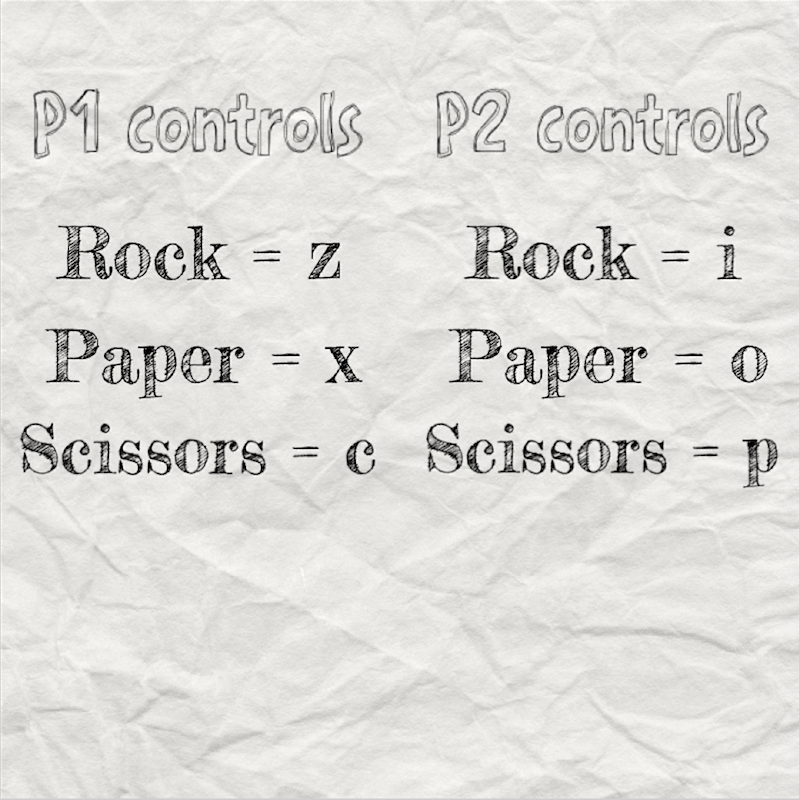 P1 controls
Rock = z
Paper = x
Scissors = c
P2 controls
Rock = i
Paper = o
Scissors = p